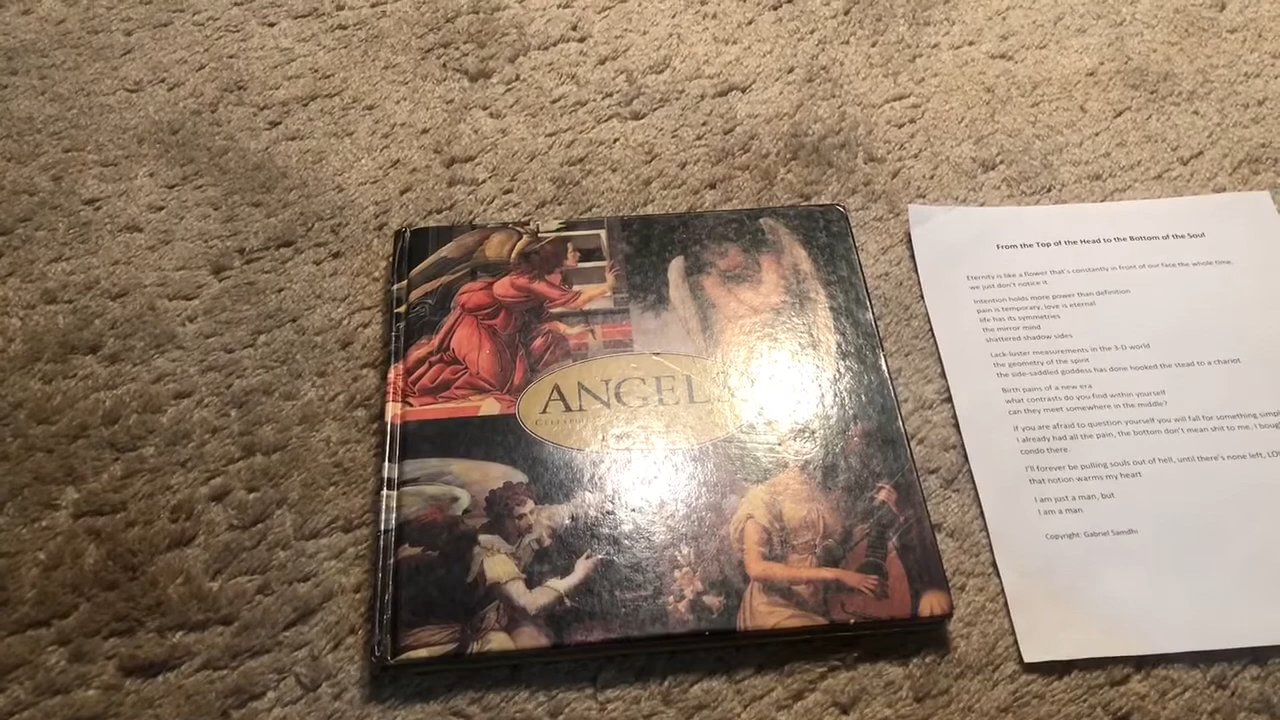 ANGEL
From the Top of the Head to the Bottom of the Soul
Eternity is like a flower that's constantly in front of our face the whole time,
we just don't notice it.
Intention holds more power than definition
pain is temporary, love is eternal
life has its symmetries
the mirror mind
shattered shadow sides
Lack-luster measurements in the 3-D-world
the geometry of the spirit
the side-saddled goddess has done hooked the stead to a chariot.
Birth pains of a new era
what contrasts do you find within yourself
can they meet somewhere in the middle?
If you are afraid to question yourself you will fall for something
I already had all the pain, the bottom don't mean shit to me, I
condo there.
I'll forever be pulling souls out of hell, until there's none left,
that notion warms my heart
I am just a man, but
I am a man
Copyright: Gabriel Samdhi